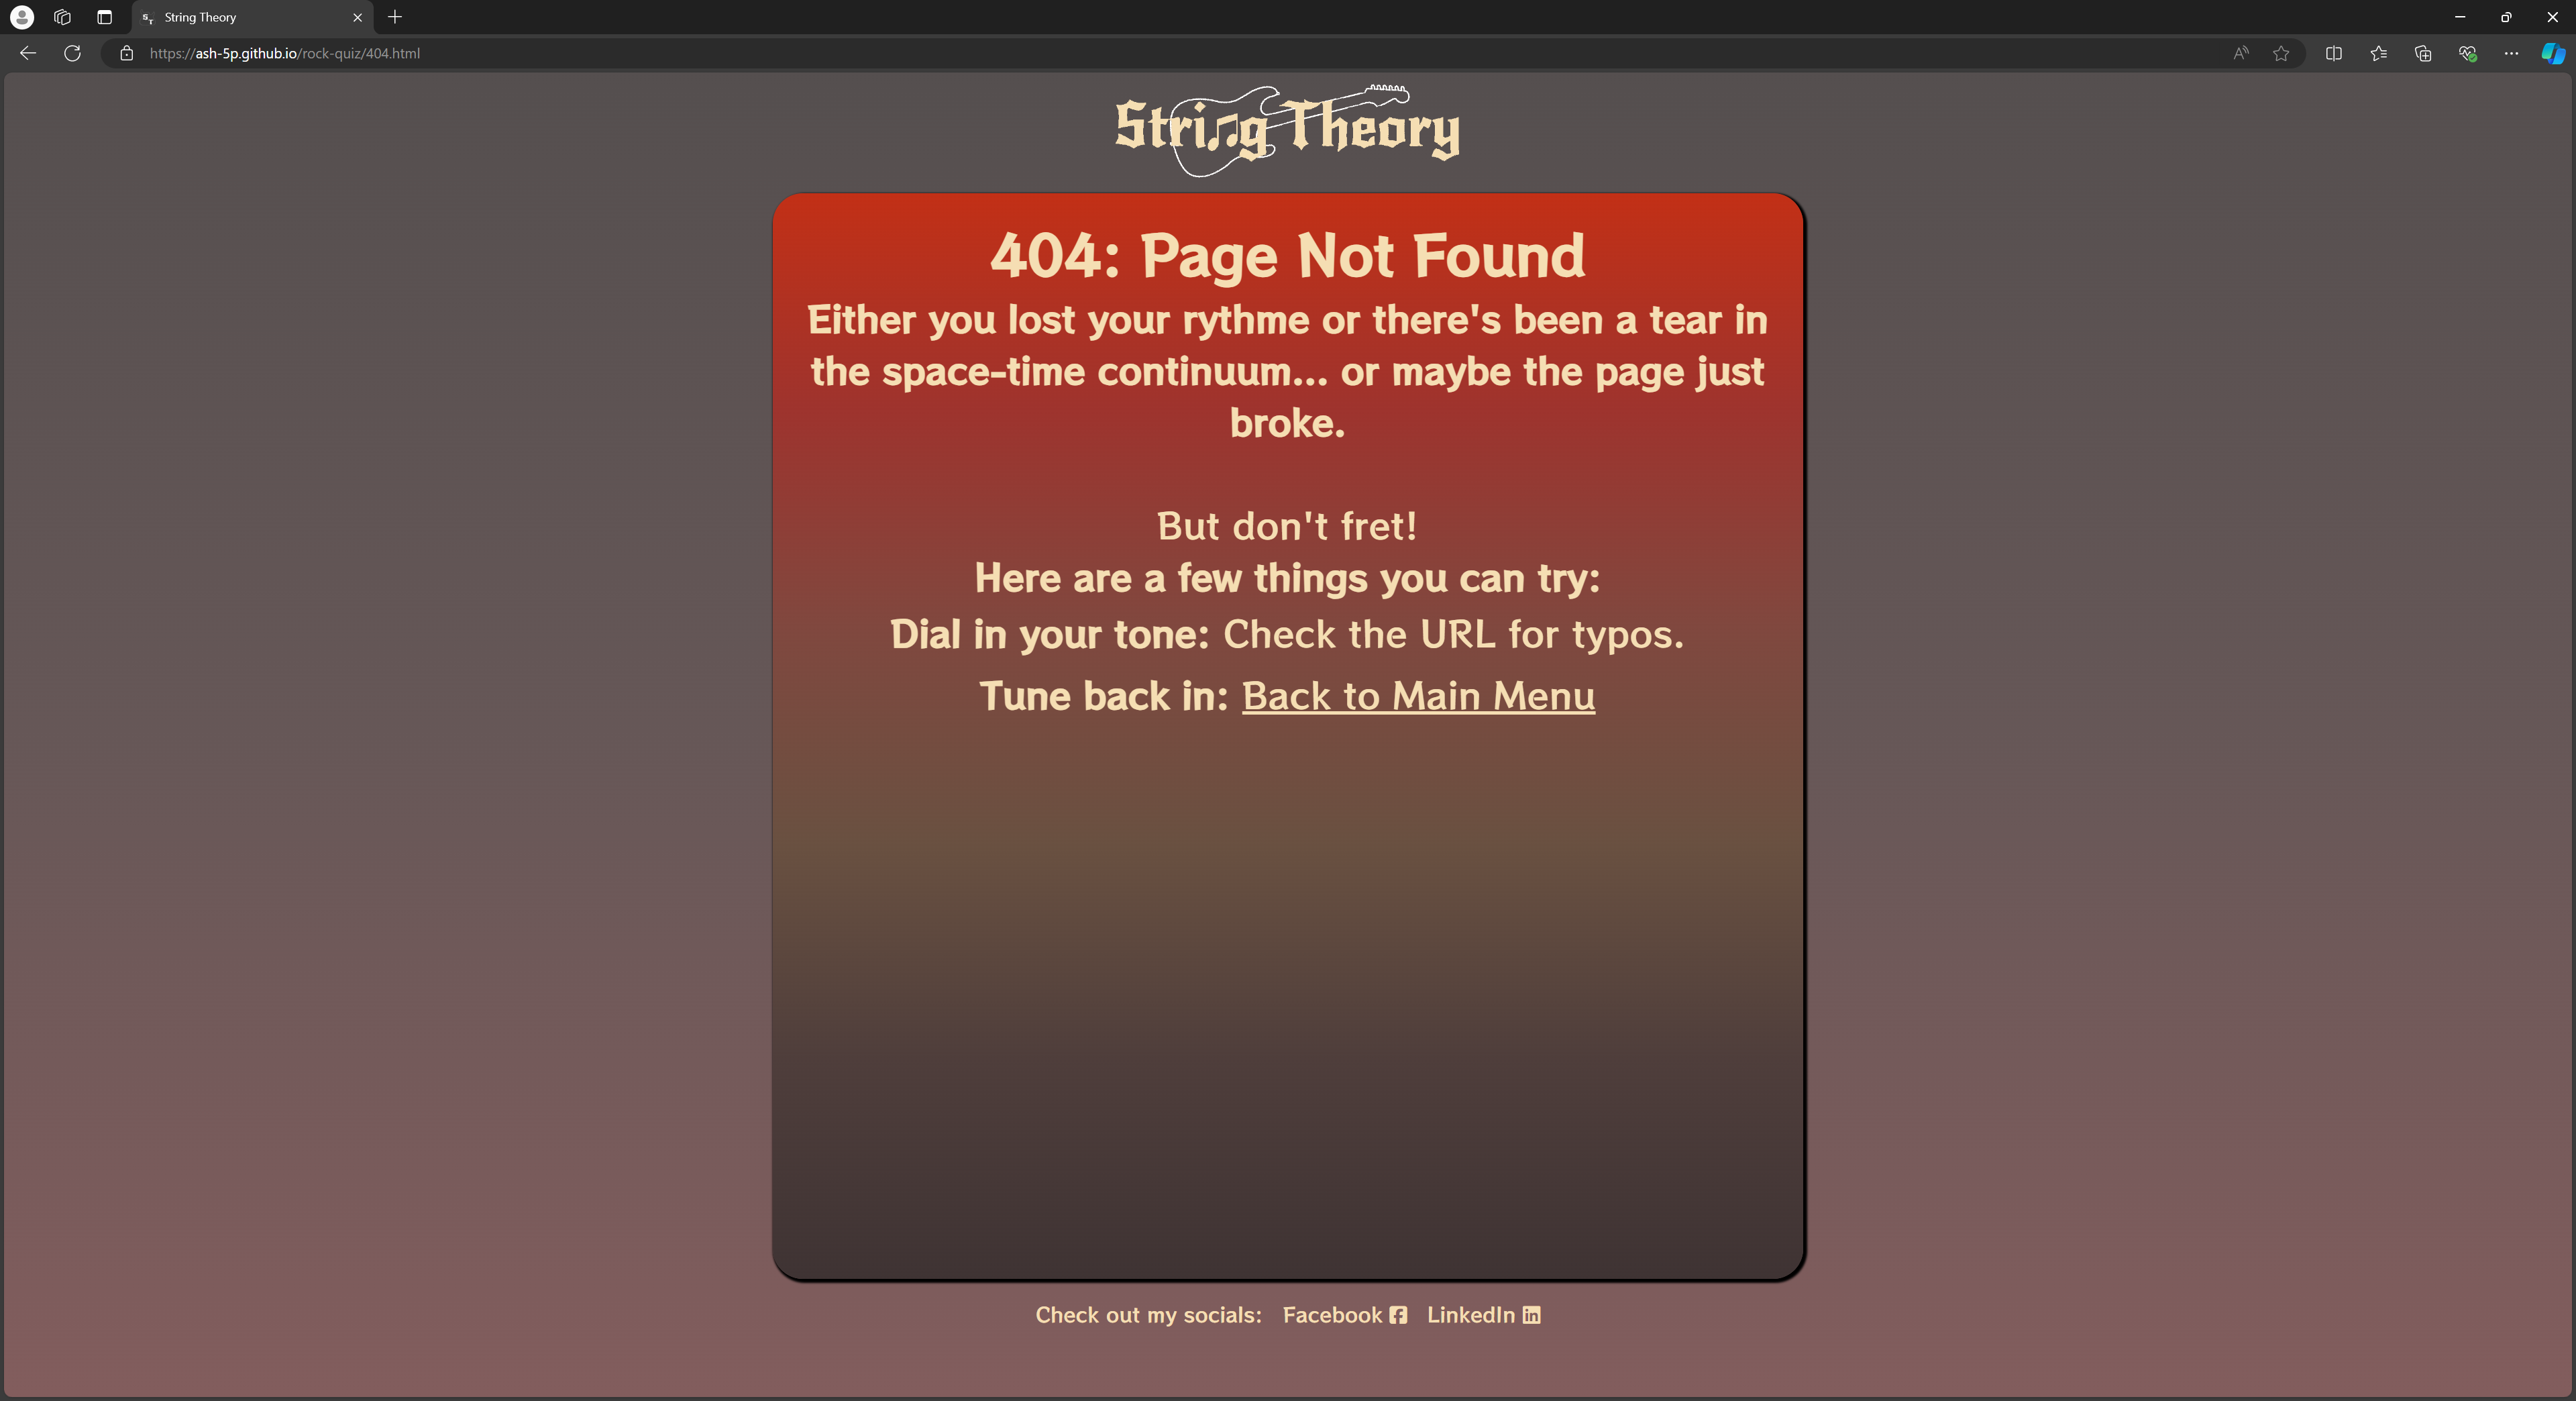 String Theory
https://ash-5p.github.io/rock-quiz/404.html
String Theory
404: Page Not Found
Either you lost your rythme or there's been a tear in
the space-time continuum... or maybe the page just
broke.
But don't fret!
Here are a few things you can try:
Dial in your tone: Check the URL for typos.
Tune back in: Back to Main Menu
Check out my socials: Facebook LinkedIn